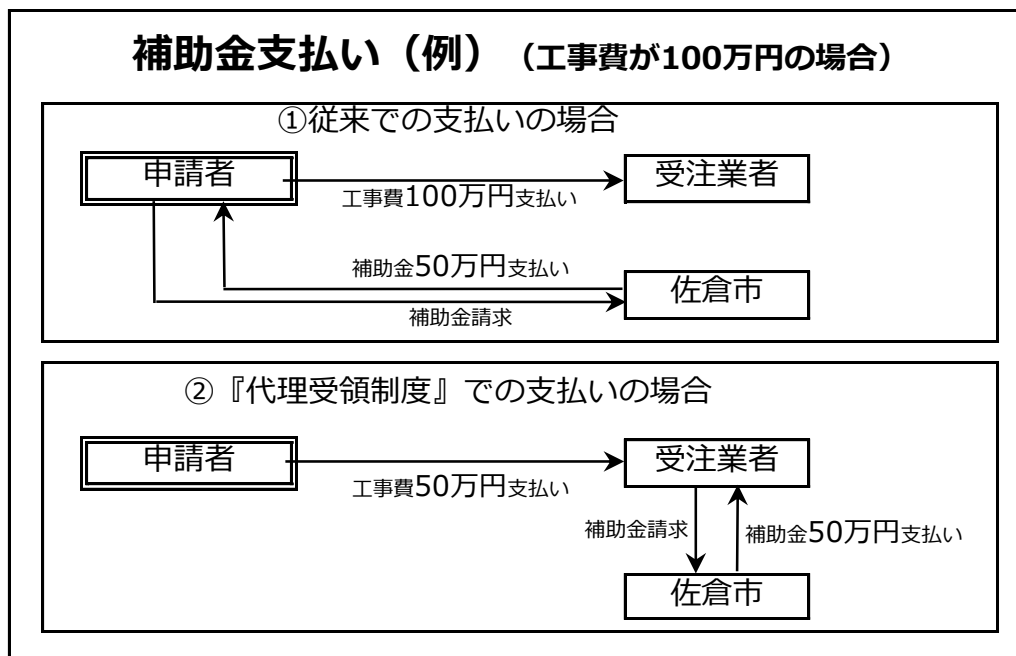 補助金支払い（例）（工事費が100万円の場合）
①従来での支払いの場合
申請者
受注業者
工事費100万円支払い
補助金50万円支払い
佐倉市
補助金請求
②『代理受領制度』での支払いの場合
申請者
受注業者
工事費50万円支払い
補助金請求
補助金50万円支払い
佐倉市